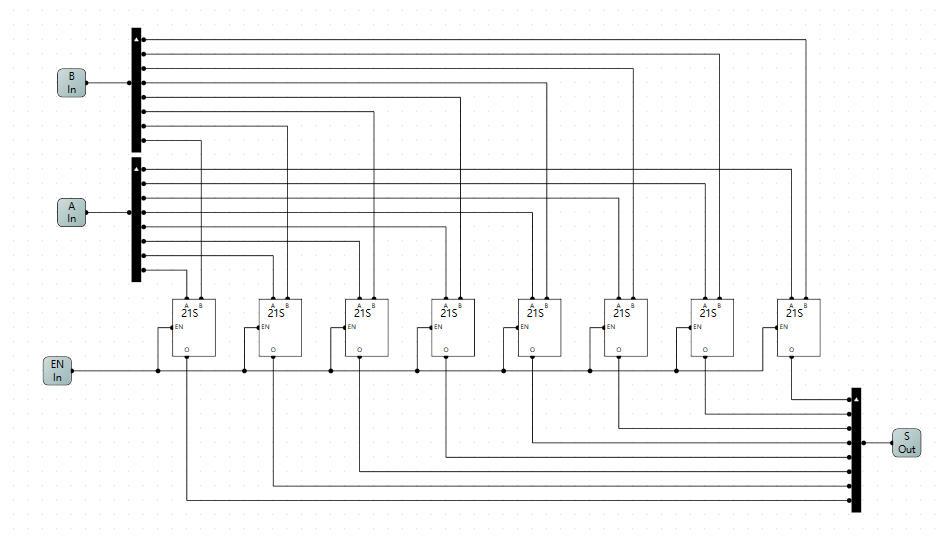 B
In
A
In
A B A B A B A B A B A B A B A B
21S 21S 21S 21S 21S 21S 21S 21S
EN EN EN EN EN EN EN EN
O O O O O O O O
EN
In
S
Out